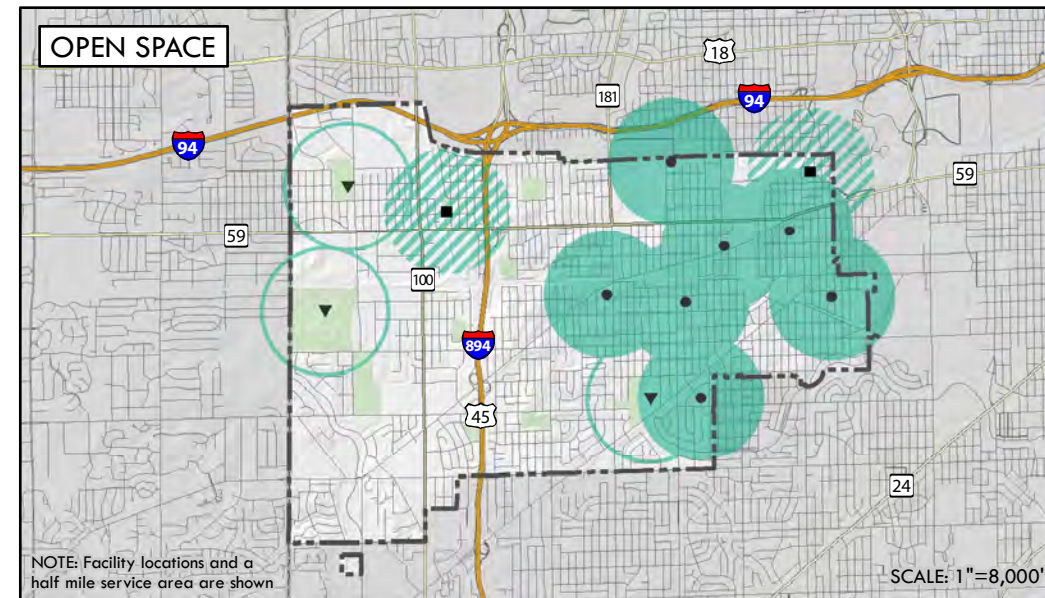 OPEN SPACE
18
181
94
94
59
59
100
894
45
24
NOTE: Facility locations and a
half mile service area are shown
SCALE: 1"=8,000'